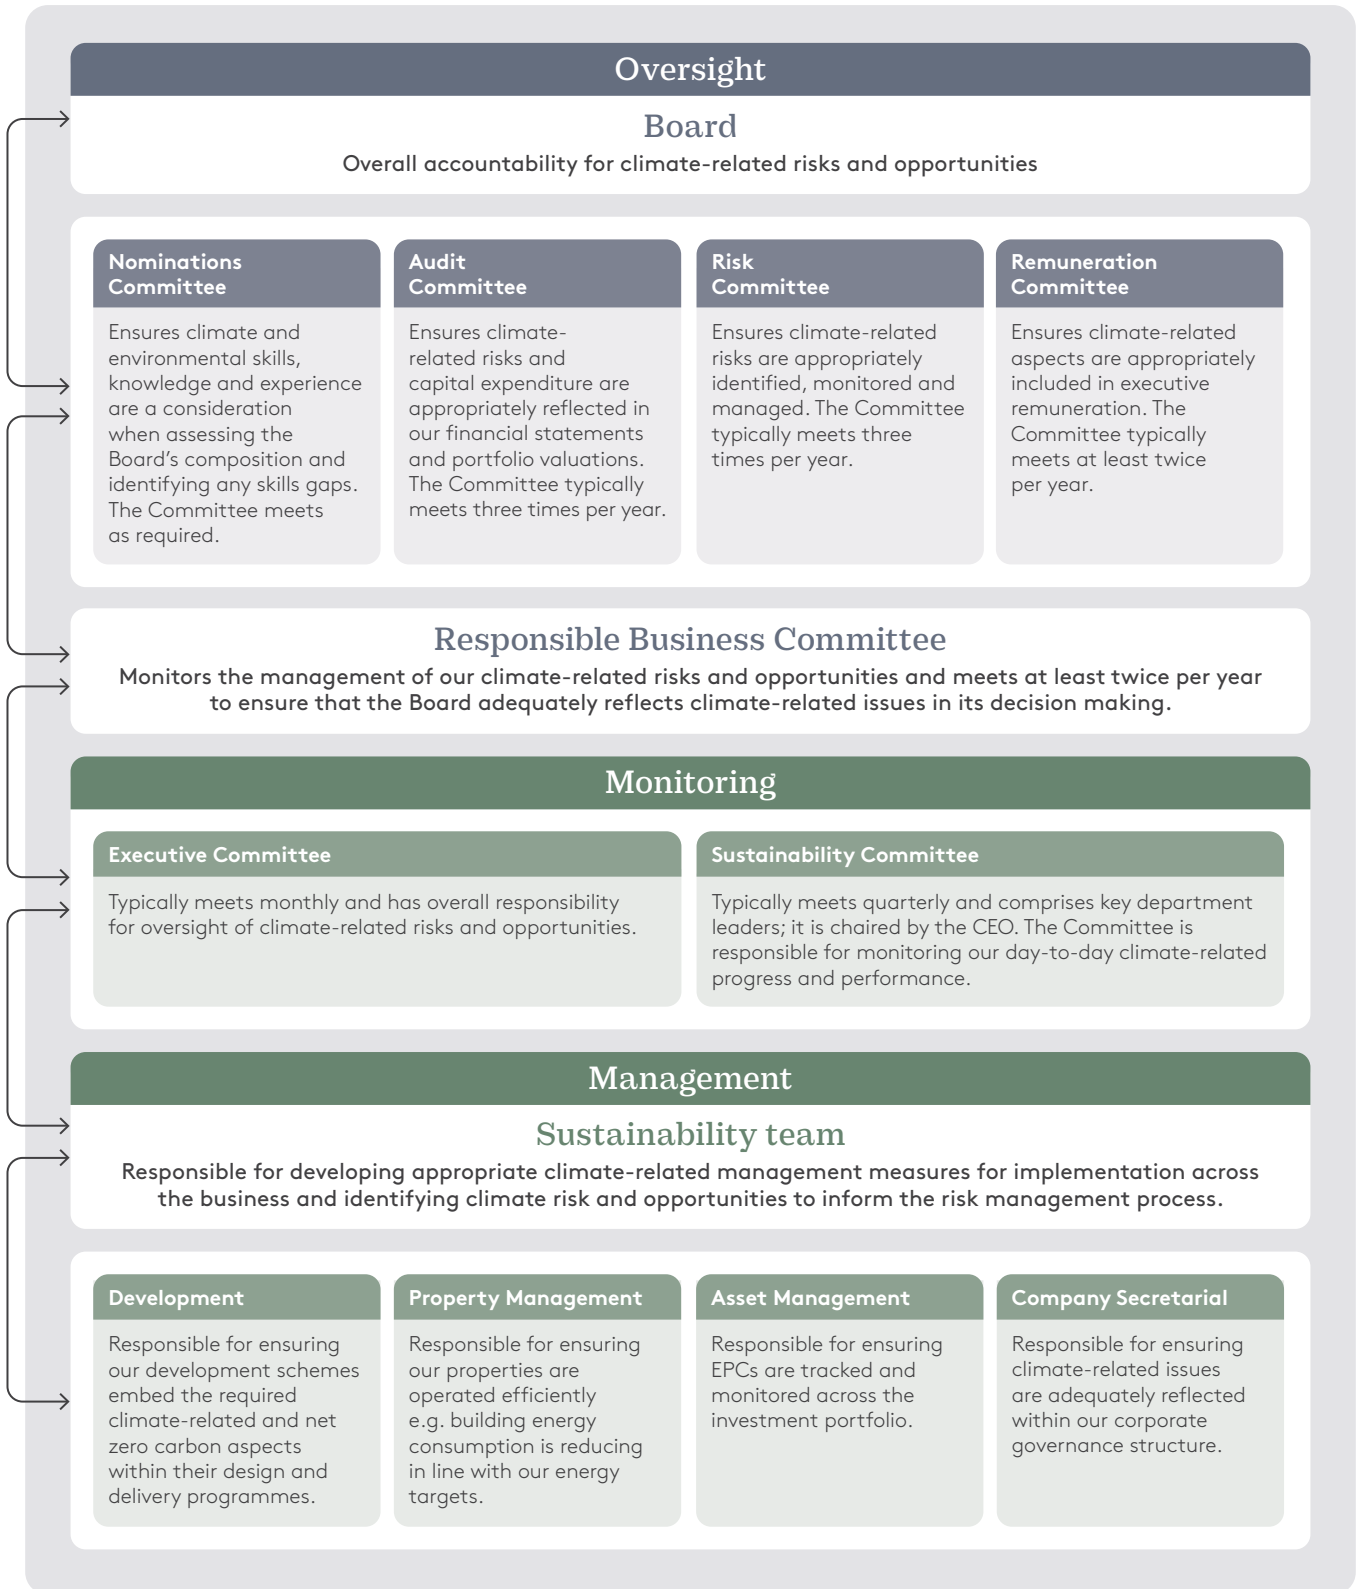 Oversight
Board
Overall accountability for climate-related risks and opportunities
Nominations
Committee
Ensures climate and
environmental skills,
knowledge and experience
are a consideration
when assessing the
Board’s composition and
identifying any skills gaps.
The Committee meets
as required.
Audit
Committee
Ensures climate-
related risks and
capital expenditure are
appropriately reflected in
our financial statements
and portfolio valuations.
The Committee typically
meets three times per year.
Risk
Committee
Ensures climate-related
risks are appropriately
identified, monitored and
managed. The Committee
typically meets three
times per year.
Remuneration
Committee
Ensures climate-related
aspects are appropriately
included in executive
remuneration. The
Committee typically
meets at least twice
per year.
Responsible Business Committee
Monitors the management of our climate-related risks and opportunities and meets at least twice per year
to ensure that the Board adequately reflects climate-related issues in its decision making.
Monitoring
Executive Committee
Typically meets monthly and has overall responsibility
for oversight of climate-related risks and opportunities.
Sustainability Committee
Typically meets quarterly and comprises key department
leaders; it is chaired by the CEO. The Committee is
responsible for monitoring our day-to-day climate-related
progress and performance.
Management
Sustainability team
Responsible for developing appropriate climate-related management measures for implementation across
the business and identifying climate risk and opportunities to inform the risk management process.
Development
Responsible for ensuring
our development schemes
embed the required
climate-related and net
zero carbon aspects
within their design and
delivery programmes.
Property Management
Responsible for ensuring
our properties are
operated efficiently
e.g. building energy
consumption is reducing
in line with our energy
targets.
Asset Management
Responsible for ensuring
EPCs are tracked and
monitored across the
investment portfolio.
Company Secretarial
Responsible for ensuring
climate-related issues
are adequately reflected
within our corporate
governance structure.